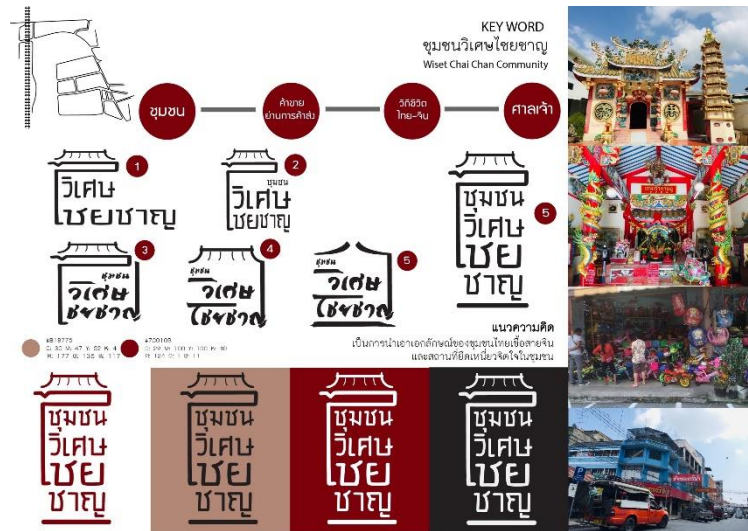 KEY WORD
ชุมชนวิเศษไชยชาญ
Wiset Chai Chan Community
ชุมชน
ค้าขาย
ย่านการค้าส่ง
วิถีชีวิต
ไทย-จีน
ศาลเจ้า
1
วิเศษ
ไชยชาญ
2
ชุมชน
วิเศษ
ไชยชาญ
3
ชุมชน
วิเศษ
ไชยชาญ
4
ชุมชน
วิเศษ
ไชยชาญ
5
ชุมชน
วิเศษ
ไชยชาญ
5
ชุมชน
วิเศษ
ไชย
ชาญ
แนวความคิด
เป็นการนำเอาเอกลักษณ์ของชุมชนไทยเชื้อสายจีน
และสถานที่ยึดเหนี่ยวจิตใจในชุมชน
ชุมชน
วิเศษ
ไชย
ชาญ
ชุมชน
วิเศษ
ไชย
ชาญ
ชุมชน
วิเศษ
ไชย
ชาญ
ชุมชน
วิเศษ
ไชย
ชาญ